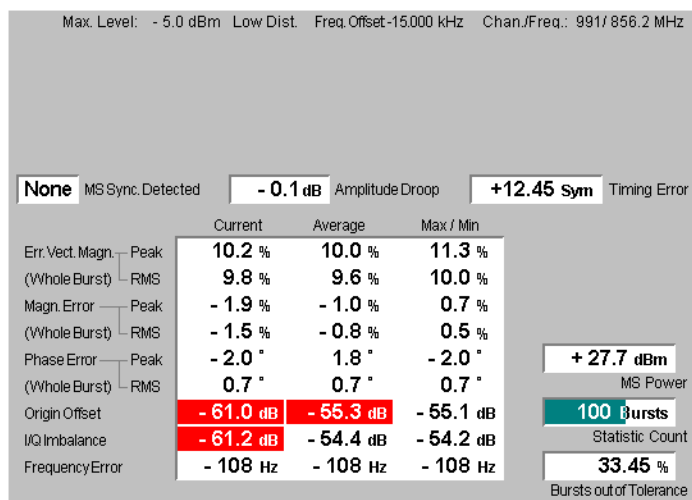 Max. Level: - 5.0 dBm Low Dist. Freq.Offset-15.000 kHz Chan./Freq.: 991/ 856.2 MHz
None MS Sync. Detected - 0.1 dB Amplitude Droop +12.45 Sym Timing Error
Current Average Max / Min
Err. Vect. Magn. Peak 10.2 % 10.0 % 11.3 %
(Whole Burst) RMS 9.8 % 9.6 % 10.0 %
Magn. Error Peak - 1.9 % - 1.0 % 0.7 %
(Whole Burst) RMS - 1.5 % - 0.8 % 0.5 %
Phase Error Peak - 2.0 ° 1.8 ° - 2.0 ° + 27.7 dBm
(Whole Burst) RMS 0.7 ° 0.7 ° 0.7 ° MS Power
Origin Offset - 61.0 dB - 55.3 dB - 55.1 dB 100 Bursts
I/Q Imbalance - 61.2 dB - 54.4 dB - 54.2 dB Statistic Count
Frequency Error - 108 Hz - 108 Hz - 108 Hz 33.45 %
Bursts out of Tolerance